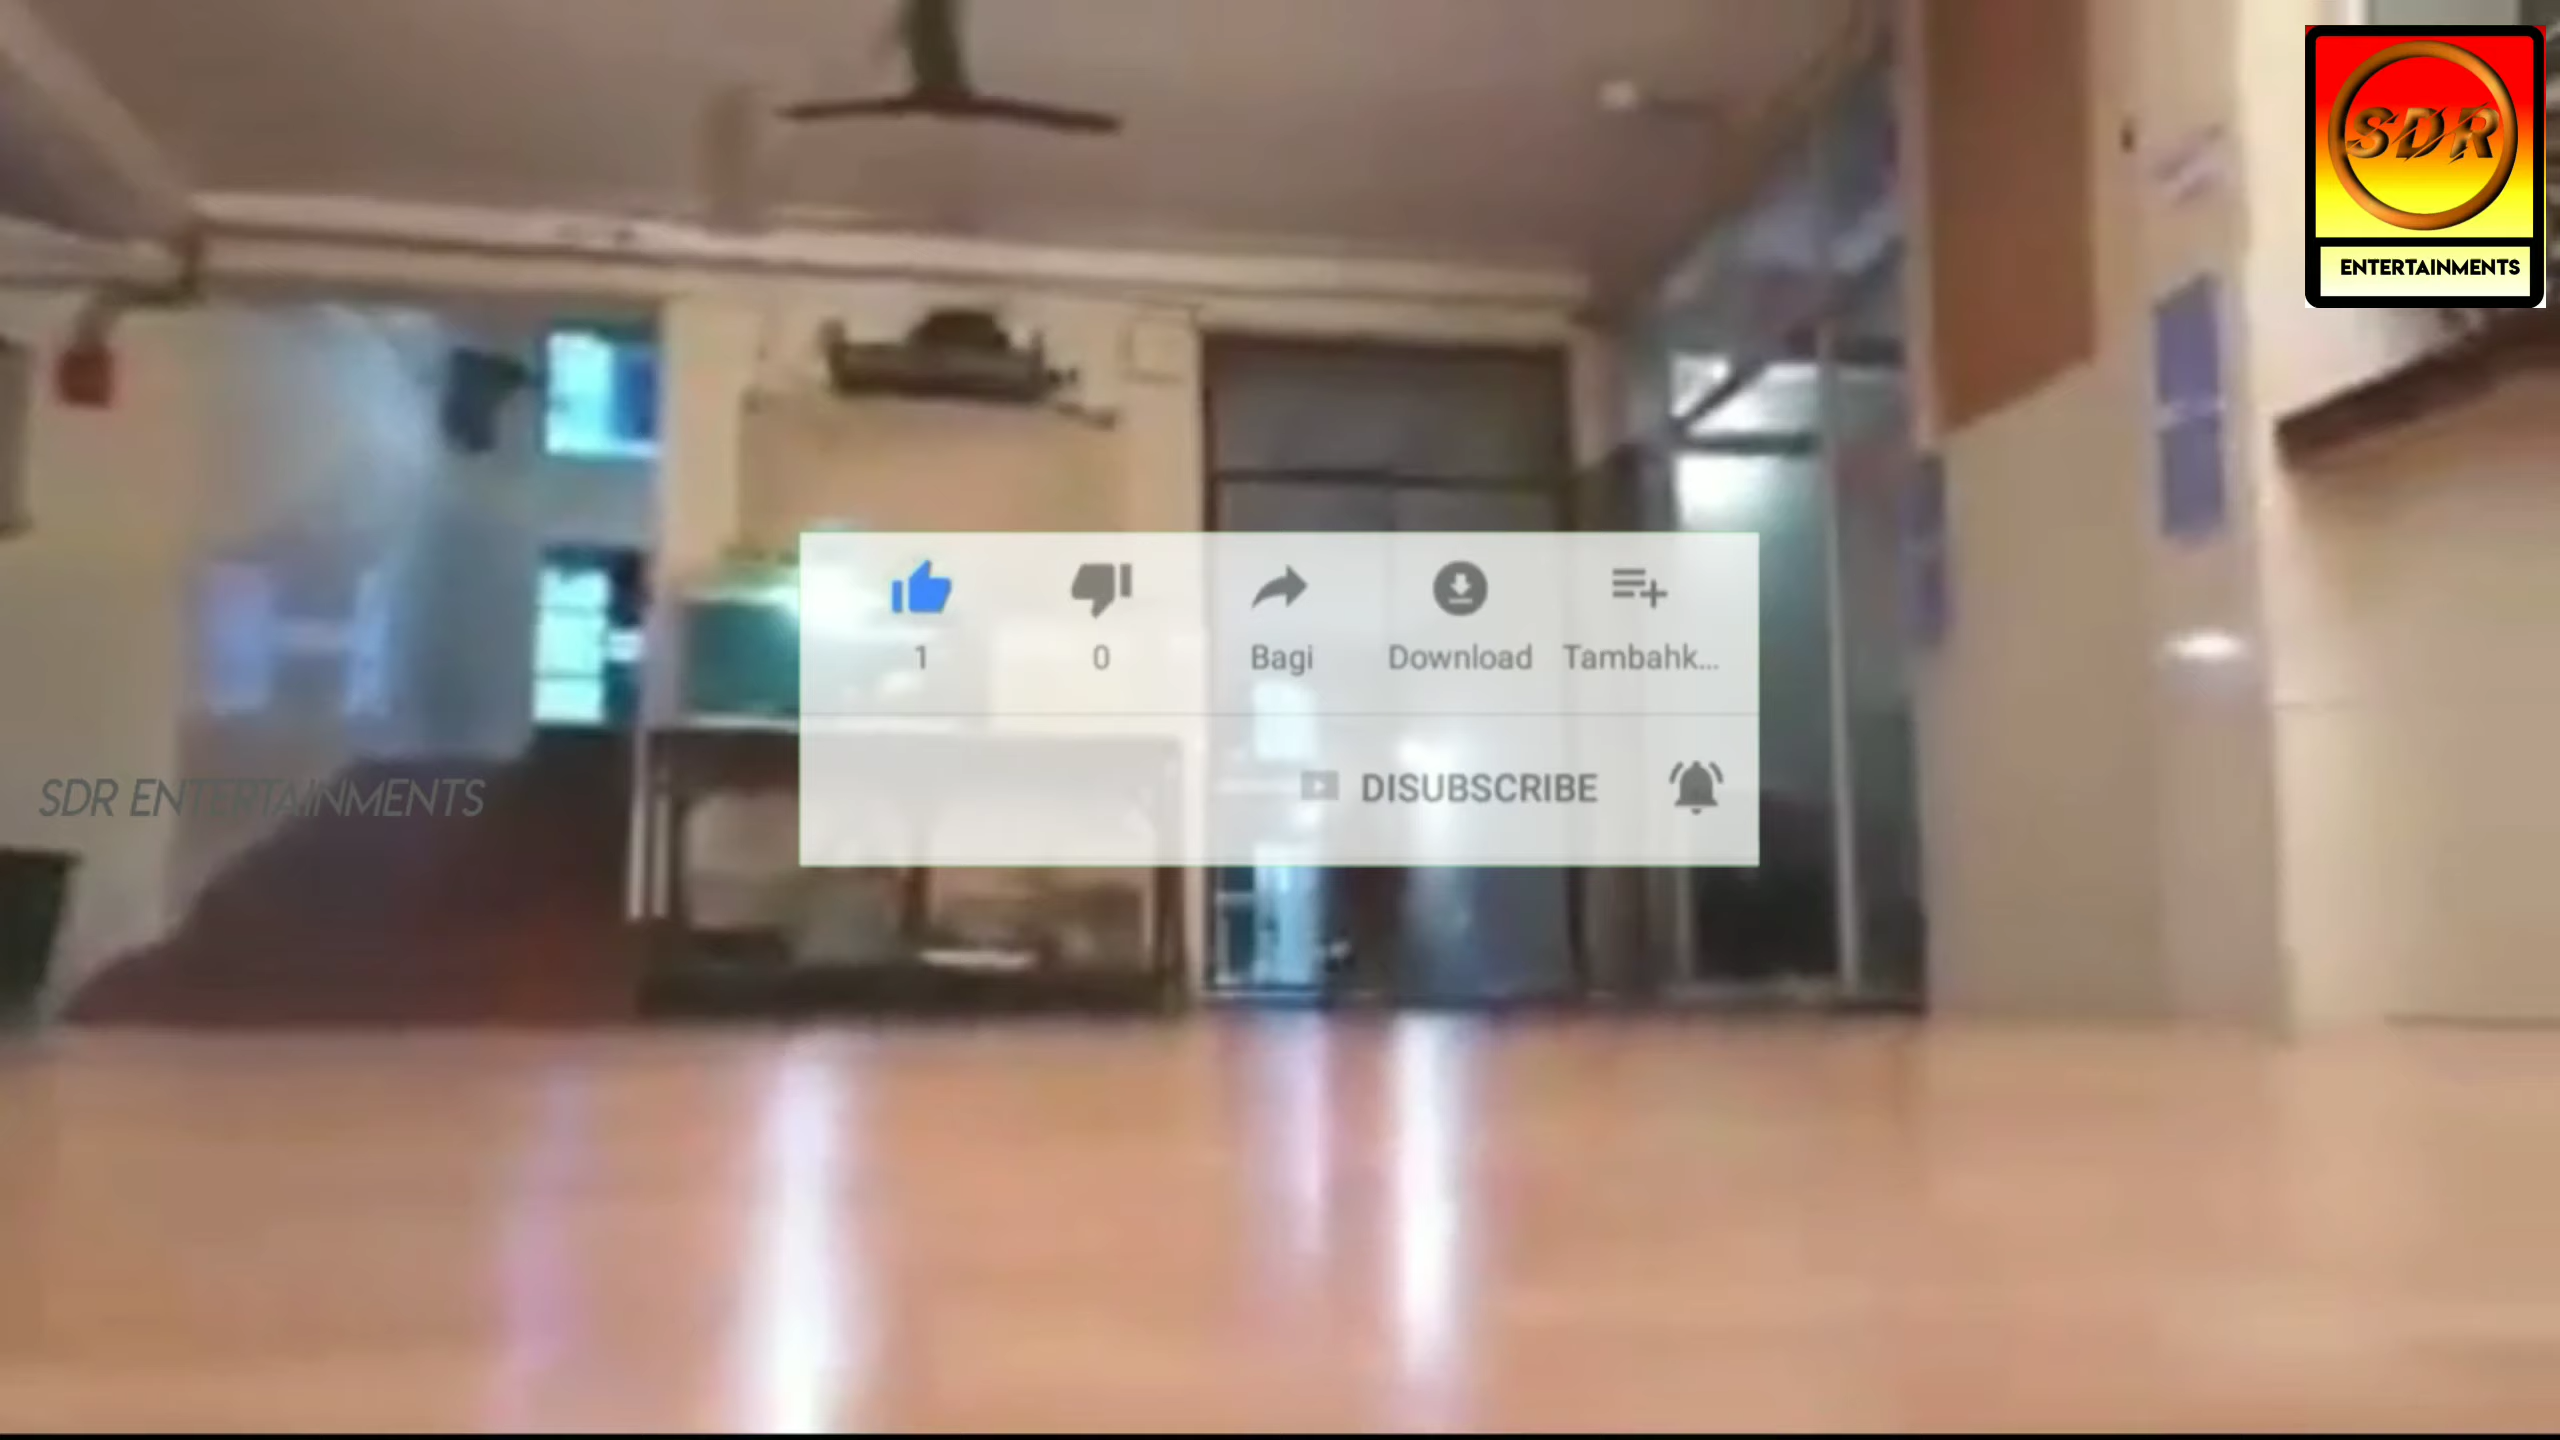 SDR
ENTERTAINMENTS
1 0 Bagi Download Tambahk...
DISUBSCRIBE
SDR ENTERTAINMENTS